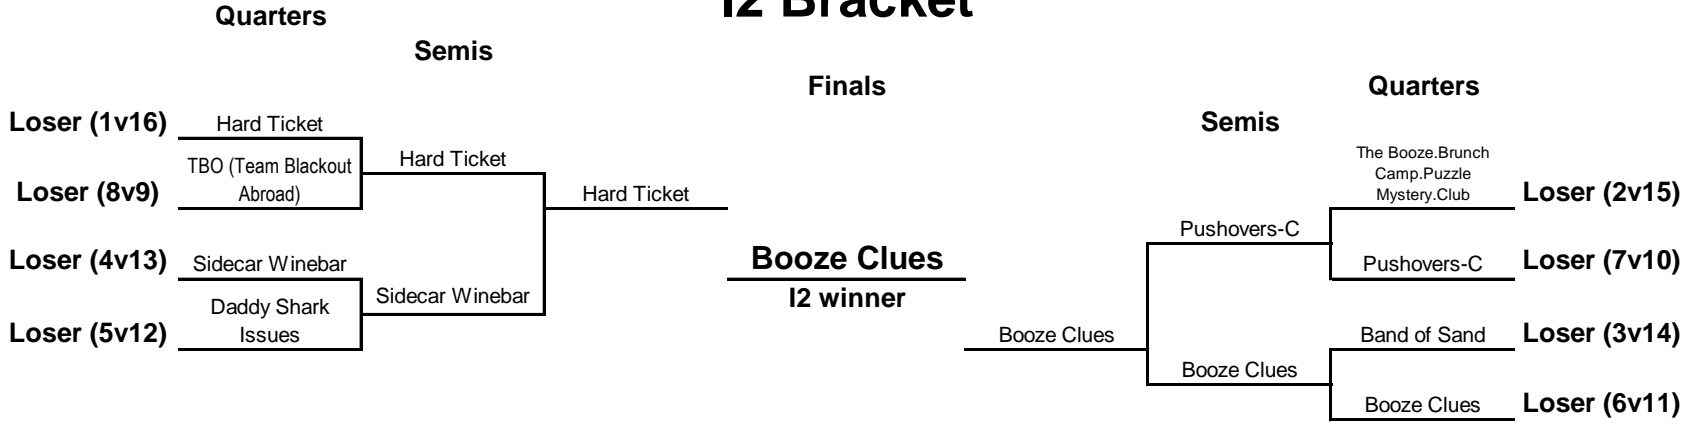 I2 Bracket
Quarters
Semis
Finals
Quarters
Semis
Loser (1v16)
Hard Ticket
TBO (Team Blackout
Abroad)
Loser (8v9)
Hard Ticket
Loser (4v13)
Sidecar Winebar
Daddy Shark
Issues
Loser (5v12)
Sidecar Winebar
Hard Ticket
Booze Clues
I2 winner
Booze Clues
Pushovers-C
The Booze.Brunch
Camp.Puzzle
Mystery.Club
Loser (2v15)
Pushovers-C
Loser (7v10)
Booze Clues
Band of Sand
Loser (3v14)
Booze Clues
Loser (6v11)